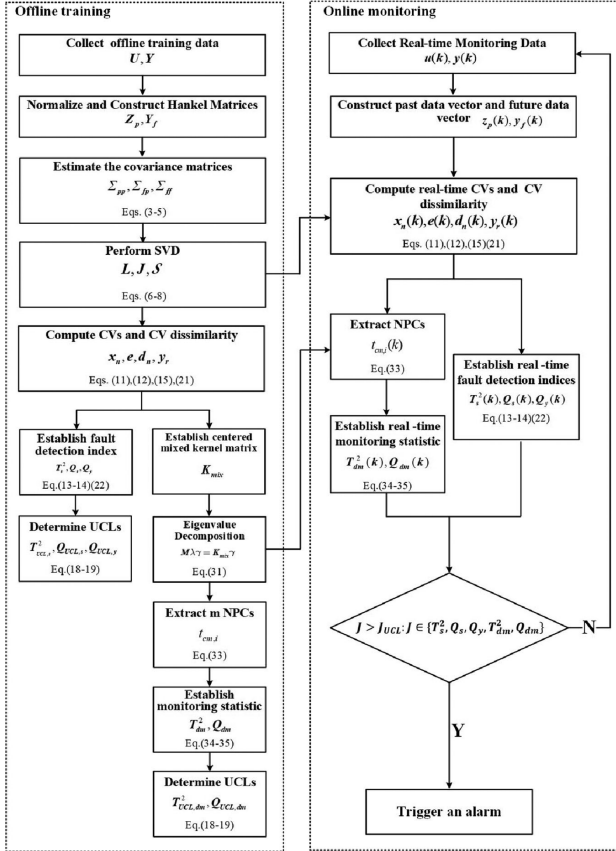 Offline training
Collect offline training data
U, Y
Normalize and Construct Hankel Matrices
Z_p, Y_f
Estimate the covariance matrices
Σ_pp, Σ_fp, Σ_ff
Eqs. (3-5)
Perform SVD
L, J, S
Eqs. (6-8)
Compute CVs and CV dissimilarity
x_n, e, d_n, y_r
Eqs. (11),(12),(15),(21)
Establish fault
detection index
T_s^2, Q_s, Q_y
Eq.(13-14)(22)
Determine UCLs
T_UCL,s^2, Q_UCL,s, Q_UCL,y
Eq.(18-19)
Establish centered
mixed kernel matrix
K_mix
Eigenvalue
Decomposition
Mλγ = K_mix γ
Eq.(31)
Extract m NPCs
t_cm,i
Eq.(33)
Establish
monitoring statistic
T_dm^2, Q_dm
Eq.(34-35)
Determine UCLs
T_UCL,dm^2, Q_UCL,dm
Eq.(18-19)
Online monitoring
Collect Real-time Monitoring Data
u(k), y(k)
Construct past data vector and future data
vector z_p(k), y_f(k)
Compute real-time CVs and CV
dissimilarity
x_n(k), e(k), d_n(k), y_r(k)
Eqs. (11),(12),(15)(21)
Extract NPCs
t_cm,i(k)
Eq.(33)
Establish real-time
monitoring statistic
T_dm^2(k), Q_dm(k)
Eq.(34-35)
Establish real -time
fault detection indices
T_s^2(k), Q_s(k), Q_y(k)
Eq.(13-14)(22)
J > J_UCL: J ∈ {T_s^2, Q_s, Q_y, T_dm^2, Q_dm}
N
Y
Trigger an alarm